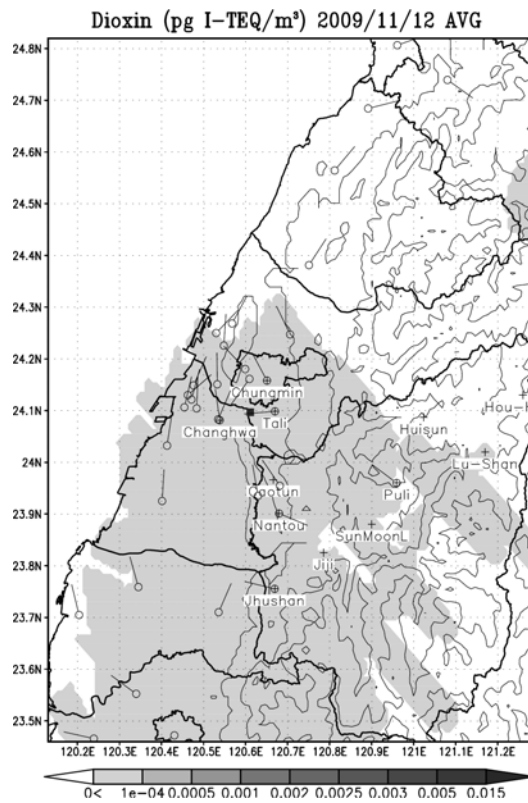 Dioxin (pg I-TEQ/m³) 2009/11/12 AVG
24.8N
24.7N
24.6N
24.5N
24.4N
24.3N
24.2N
Chungmin
24.1N
Changhwa
Tali
Huisun
24N
Lu-Shan
Caotun
Puli
23.9N
Nantou
SunMoonL
23.8N
Jiji
Jhushan
23.7N
23.6N
23.5N
120.2E 120.3E 120.4E 120.5E 120.6E 120.7E 120.8E 120.9E 121E 121.1E 121.2E
0< 1e-04 0.0005 0.001 0.002 0.003 0.005 0.015